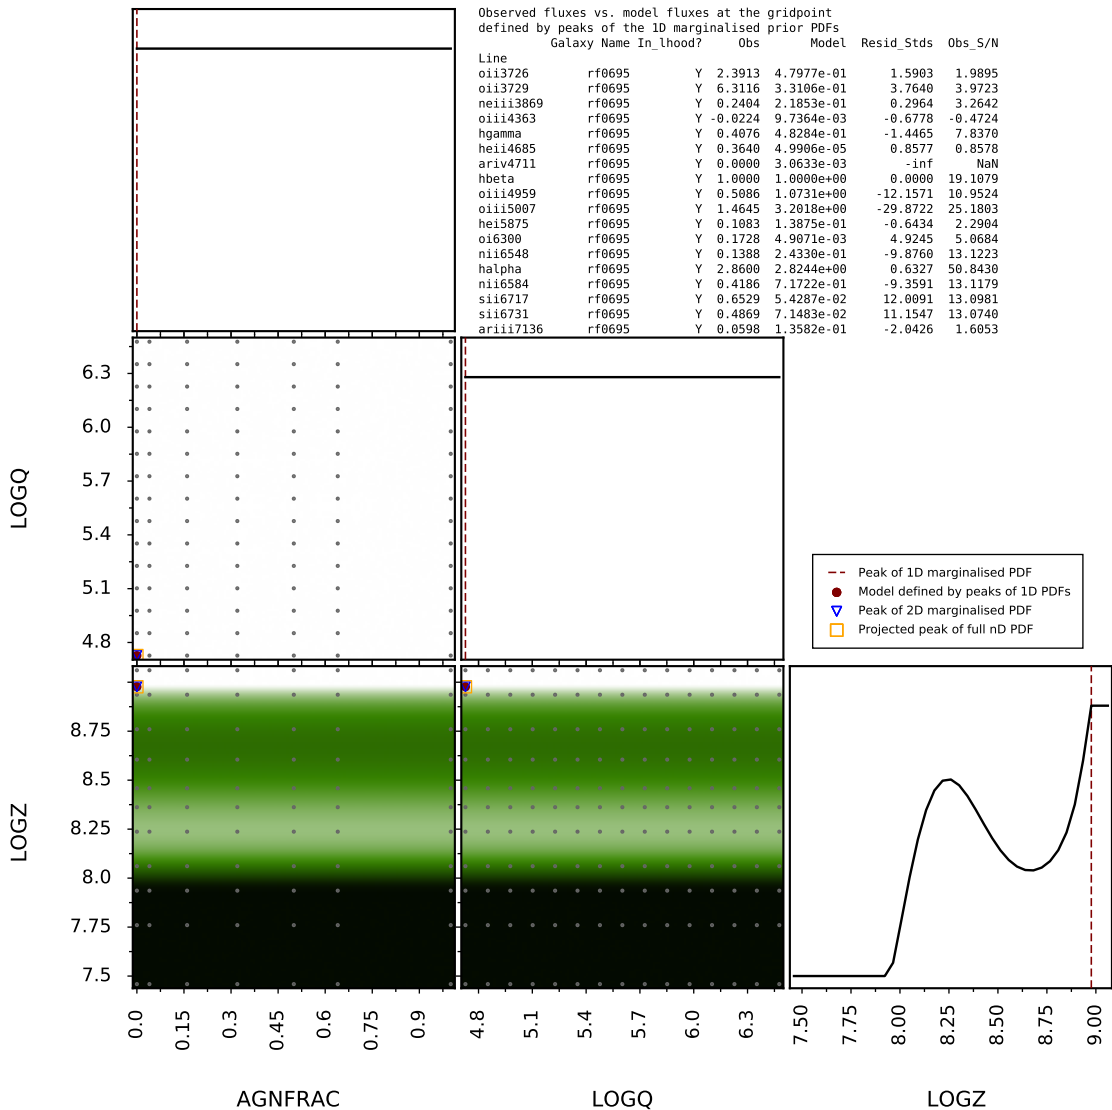 Observed fluxes vs. model fluxes at the gridpoint
defined by peaks of the 1D marginalised prior PDFs
Galaxy Name In_lhood? Obs Model Resid_Stds Obs_S/N
Line
oii3726 rf0695 Y 2.3913 4.7977e-01 1.5903 1.9895
oii3729 rf0695 Y 6.3116 3.3106e-01 3.7640 3.9723
neiii3869 rf0695 Y 0.2404 2.1853e-01 0.2964 3.2642
oiii4363 rf0695 Y -0.0224 9.7364e-03 -0.6778 -0.4724
hgamma rf0695 Y 0.4076 4.8284e-01 -1.4465 7.8370
heii4685 rf0695 Y 0.3640 4.9906e-05 0.8577 0.8578
ariv4711 rf0695 Y 0.0000 3.0633e-03 -inf NaN
hbeta rf0695 Y 1.0000 1.0000e+00 0.0000 19.1079
oiii4959 rf0695 Y 0.5086 1.0731e+00 -12.1571 10.9524
oiii5007 rf0695 Y 1.4645 3.2018e+00 -29.8722 25.1803
hei5875 rf0695 Y 0.1083 1.3875e-01 -0.6434 2.2904
oi6300 rf0695 Y 0.1728 4.9071e-03 4.9245 5.0684
nii6548 rf0695 Y 0.1388 2.4330e-01 -9.8760 13.1223
halpha rf0695 Y 2.8600 2.8244e+00 0.6327 50.8430
nii6584 rf0695 Y 0.4186 7.1722e-01 -9.3591 13.1179
sii6717 rf0695 Y 0.6529 5.4287e-02 12.0091 13.0981
sii6731 rf0695 Y 0.4869 7.1483e-02 11.1547 13.0740
ariii7136 rf0695 Y 0.0598 1.3582e-01 -2.0426 1.6053
6.3
6.0
5.7
5.4
5.1
4.8
LOGQ
Peak of 1D marginalised PDF
Model defined by peaks of 1D PDFs
Peak of 2D marginalised PDF
Projected peak of full nD PDF
8.75
8.5
8.25
8.0
7.75
7.5
LOGZ
0.0 0.15 0.3 0.45 0.6 0.75 0.9
4.8 5.1 5.4 5.7 6.0 6.3
7.50 7.75 8.00 8.25 8.50 8.75 9.00
AGNFRAC LOGQ LOGZ